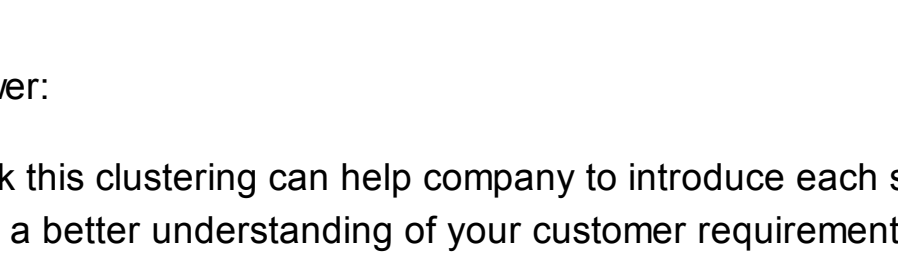 ver:
k this clustering can help company to introduce each s
a better understanding of your customer requirement